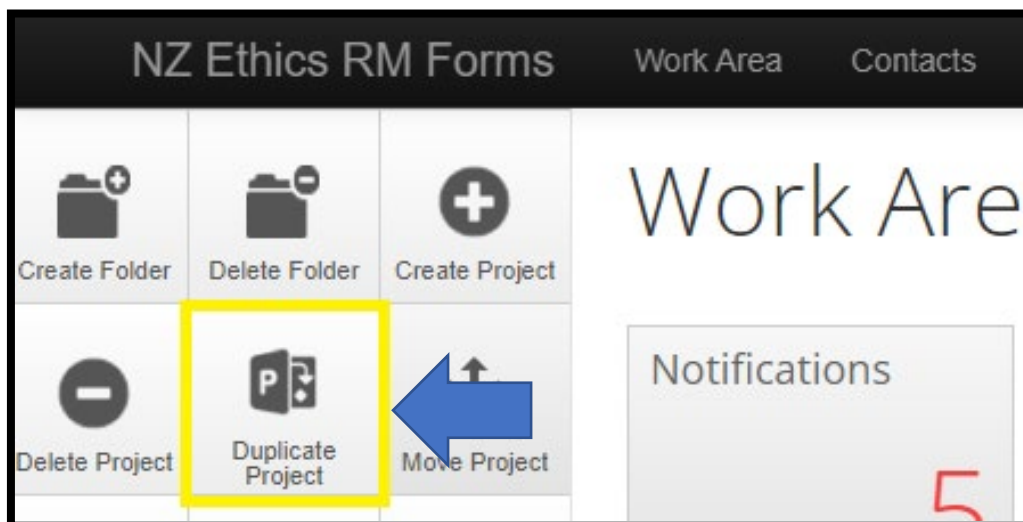 NZ Ethics RM Forms Work Area Contacts
Create Folder Delete Folder Create Project
Work Are
Notifications
P
Duplicate
Project
Delete Project Move Project
5